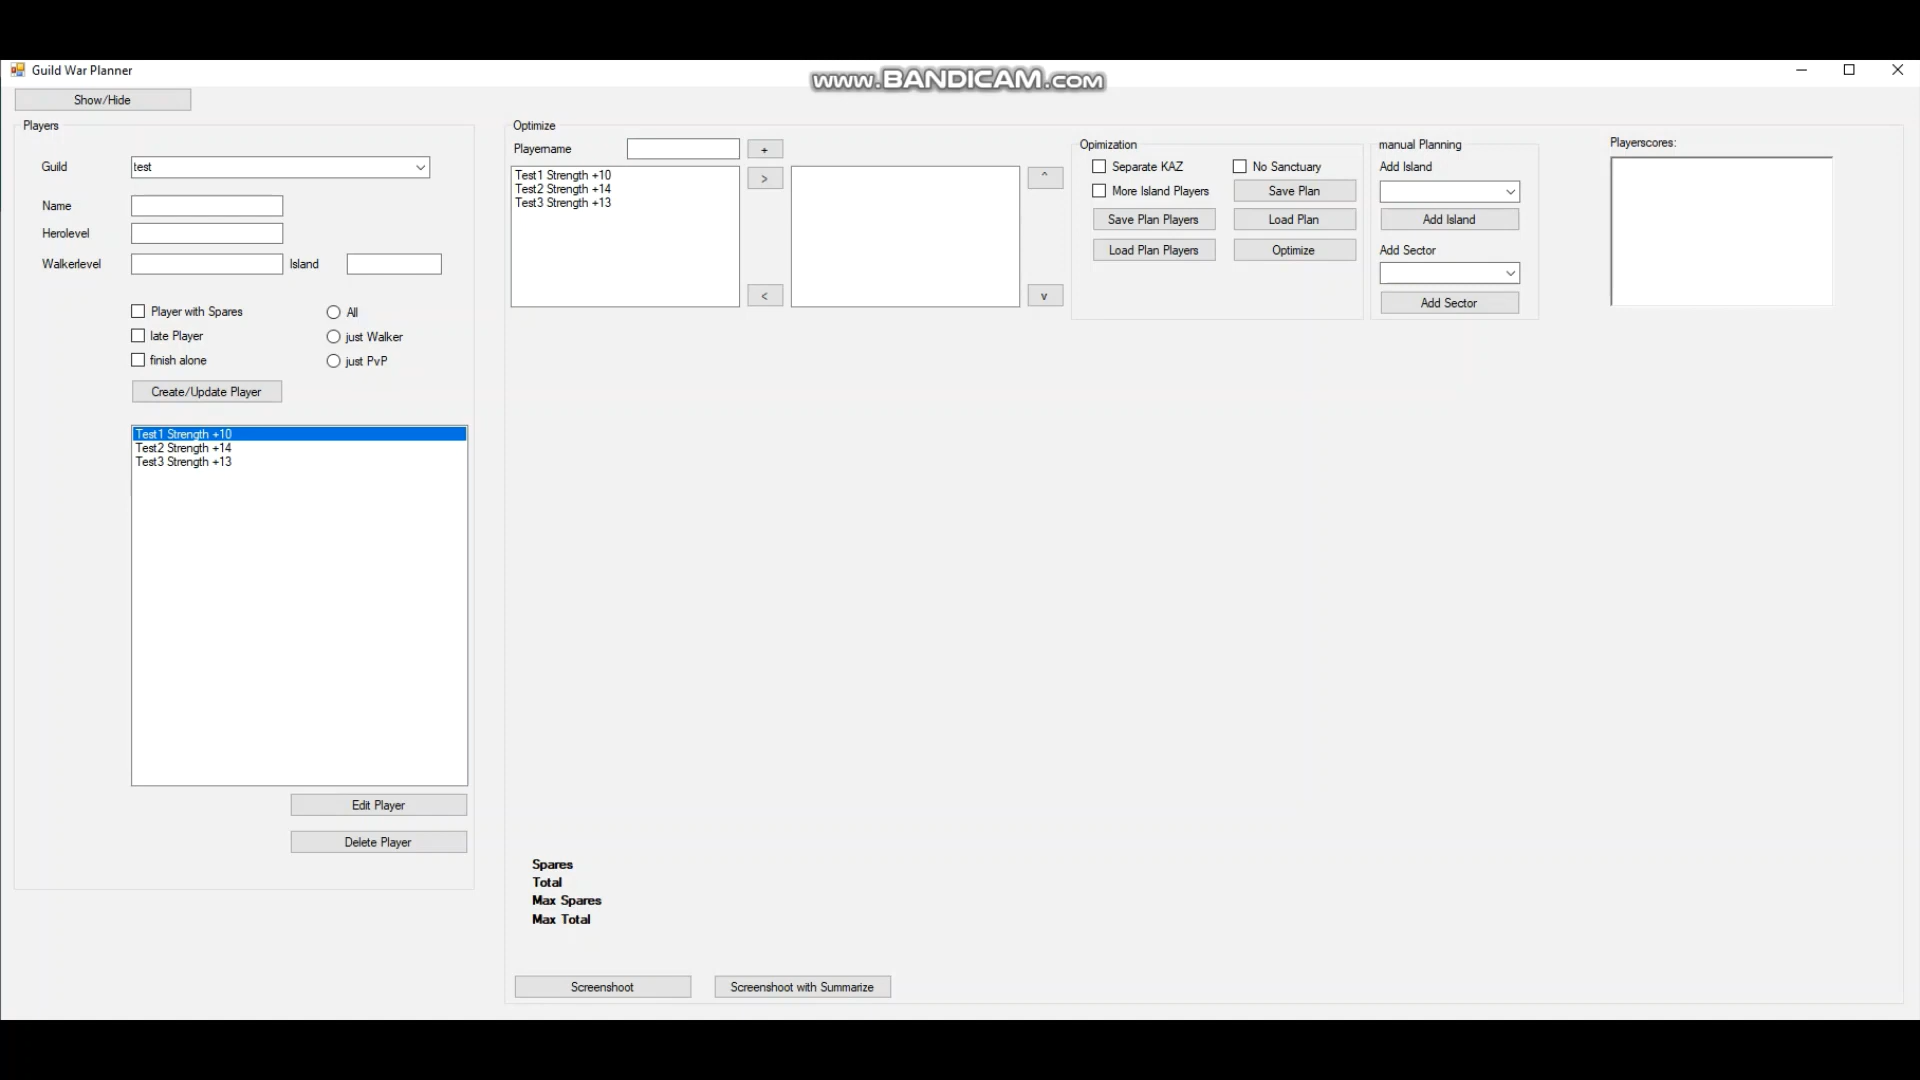 Guild War Planner
www.BANDICAM.com
Show/Hide
Players
Guild
test
Name
Herolevel
Walkerlevel
Island
Player with Spares
All
late Player
just Walker
finish alone
just PvP
Create/Update Player
Test1 Strength +10
Test2 Strength +14
Test3 Strength +13
Edit Player
Delete Player
Optimize
Playername
+
Test1 Strength +10
Test2 Strength +14
Test3 Strength +13
>
<
^
v
Opimization
Separate KAZ
No Sanctuary
More Island Players
Save Plan
Save Plan Players
Load Plan
Load Plan Players
Optimize
manual Planning
Add Island
Add Island
Add Sector
Add Sector
Playerscores:
Spares
Total
Max Spares
Max Total
Screenshoot
Screenshoot with Summarize